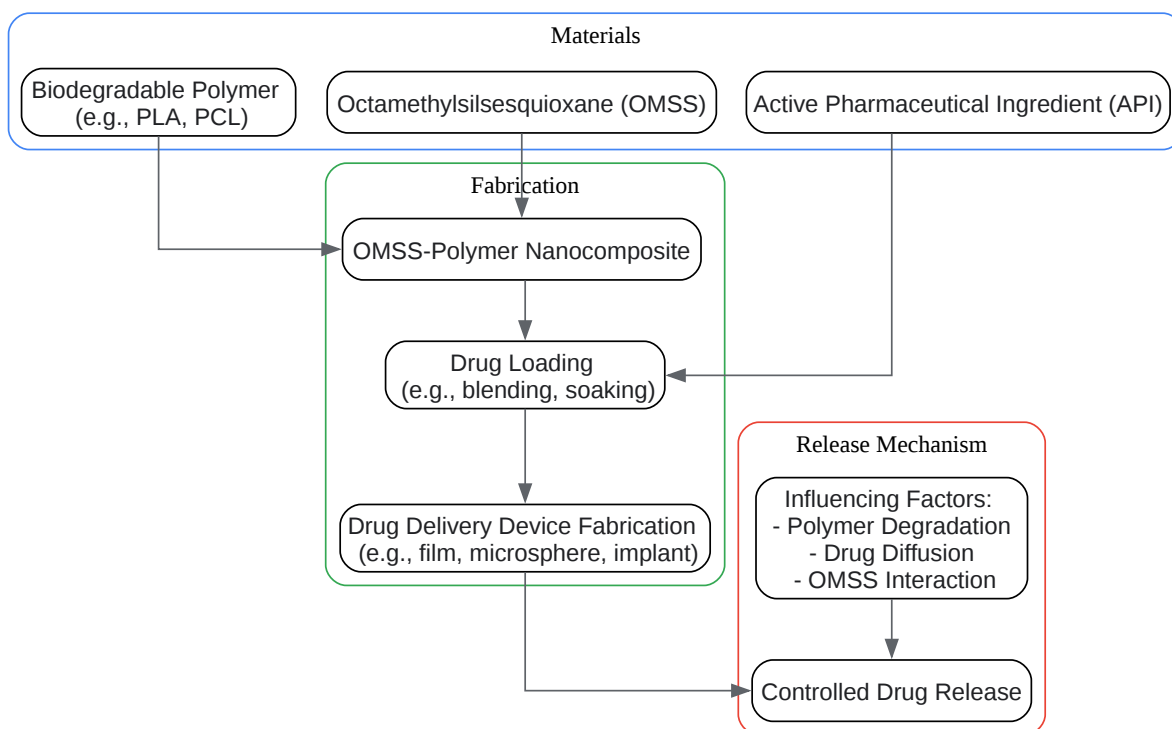 Materials
Biodegradable Polymer
(e.g., PLA, PCL)
Octamethylsilsesquioxane (OMSS)
Active Pharmaceutical Ingredient (API)
Fabrication
OMSS-Polymer Nanocomposite
Drug Loading
(e.g., blending, soaking)
Drug Delivery Device Fabrication
(e.g., film, microsphere, implant)
Release Mechanism
Influencing Factors:
- Polymer Degradation
- Drug Diffusion
- OMSS Interaction
Controlled Drug Release